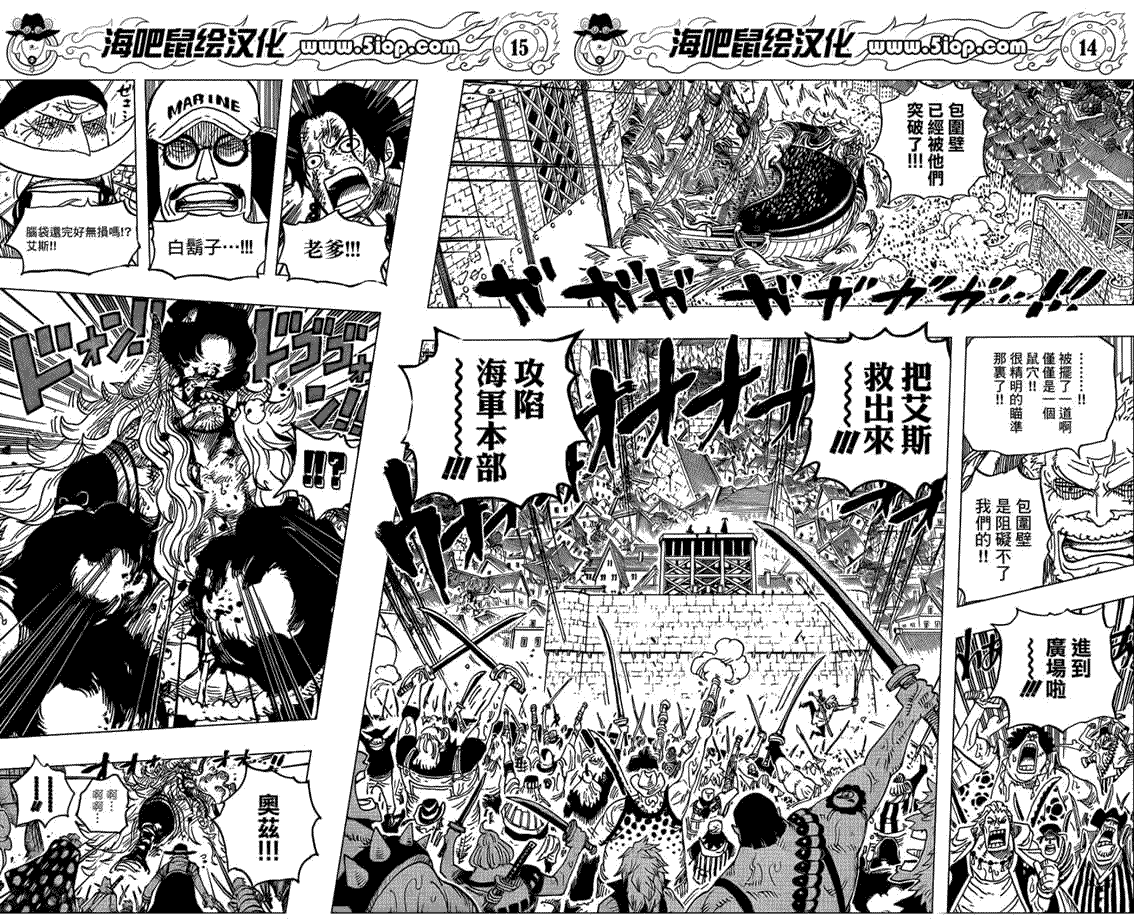 海吧鼠绘汉化 www.5iop.com 14
包圍壁
已經被他們
突破了!!!
ガガガガガガガ…!!!
………!!
被擺了一道啊
僅僅是一個
鼠穴!!
很精明的瞄準
那裏了!!
包圍壁
是阻礙不了
我們的!!
進到
廣場啦
把艾斯
救出來
オオオオ
攻陷
海軍本部
海吧鼠绘汉化 www.5iop.com 15
老爹!!!
MARINE
白鬍子…!!!
ゼェ…
腦袋還完好無損嗎!?
艾斯!!
ドゴゴォン!!
ドォン!!
!!?
奧茲!!!!
啊…
啊啊…